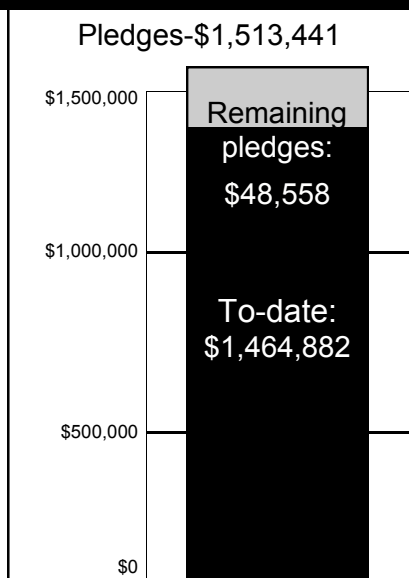 Pledges-$1,513,441
$1,500,000
Remaining
pledges:
$48,558
$1,000,000
To-date:
$1,464,882
$500,000
$0